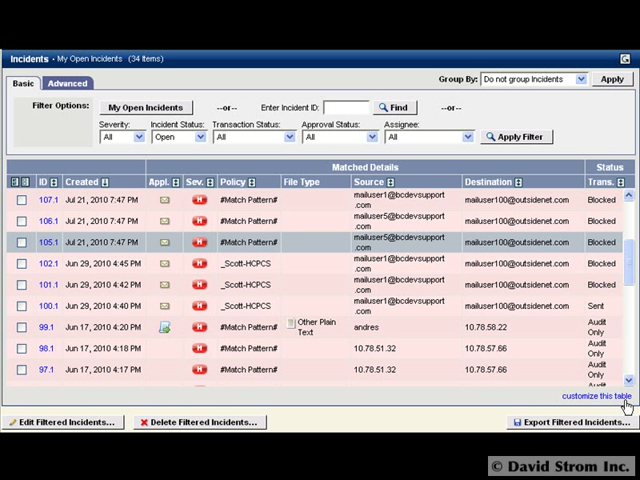 Incidents - My Open Incidents (34 Items)
Basic Advanced Group By: Do not group Incidents Apply
Filter Options: My Open Incidents --or-- Enter Incident ID: Find --or--
Severity: Incident Status: Transaction Status: Approval Status: Assignee:
All Open All All All Apply Filter
Matched Details Status
ID Created Appl. Sev. Policy File Type Source Destination Trans.
107.1 Jul 21, 2010 7:47 PM H #Match Pattern# mailuser1@bcdevsupport.com mailuser100@outsidenet.com Blocked
106.1 Jul 21, 2010 7:47 PM H #Match Pattern# mailuser5@bcdevsupport.com mailuser100@outsidenet.com Blocked
105.1 Jul 21, 2010 7:47 PM H #Match Pattern# mailuser5@bcdevsupport.com mailuser100@outsidenet.com Blocked
102.1 Jun 29, 2010 4:45 PM H _Scott-HCPCS mailuser1@bcdevsupport.com mailuser100@outsidenet.com Blocked
101.1 Jun 29, 2010 4:42 PM H _Scott-HCPCS mailuser1@bcdevsupport.com mailuser100@outsidenet.com Blocked
100.1 Jun 29, 2010 4:40 PM H _Scott-HCPCS mailuser1@bcdevsupport.com mailuser100@outsidenet.com Sent
99.1 Jun 17, 2010 4:20 PM H #Match Pattern# Other Plain Text andres 10.78.58.22 Audit Only
98.1 Jun 17, 2010 4:18 PM H #Match Pattern# 10.78.51.32 10.78.57.66 Audit Only
97.1 Jun 17, 2010 4:17 PM H #Match Pattern# 10.78.51.32 10.78.57.66 Audit Only
Audit
customize this table
Edit Filtered Incidents... Delete Filtered Incidents... Export Filtered Incidents...
© David Strom Inc.